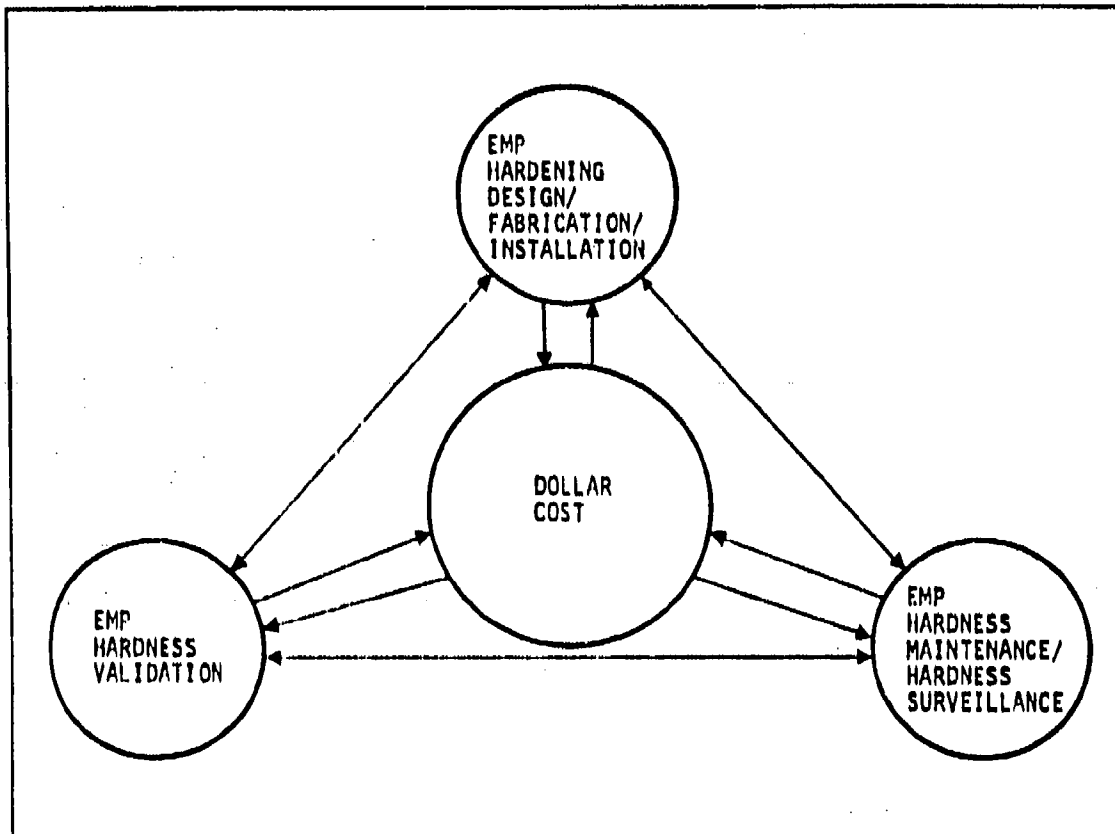 EMP
HARDENING
DESIGN/
FABRICATION/
INSTALLATION
DOLLAR
COST
EMP
HARDNESS
VALIDATION
EMP
HARDNESS
MAINTENANCE/
HARDNESS
SURVEILLANCE